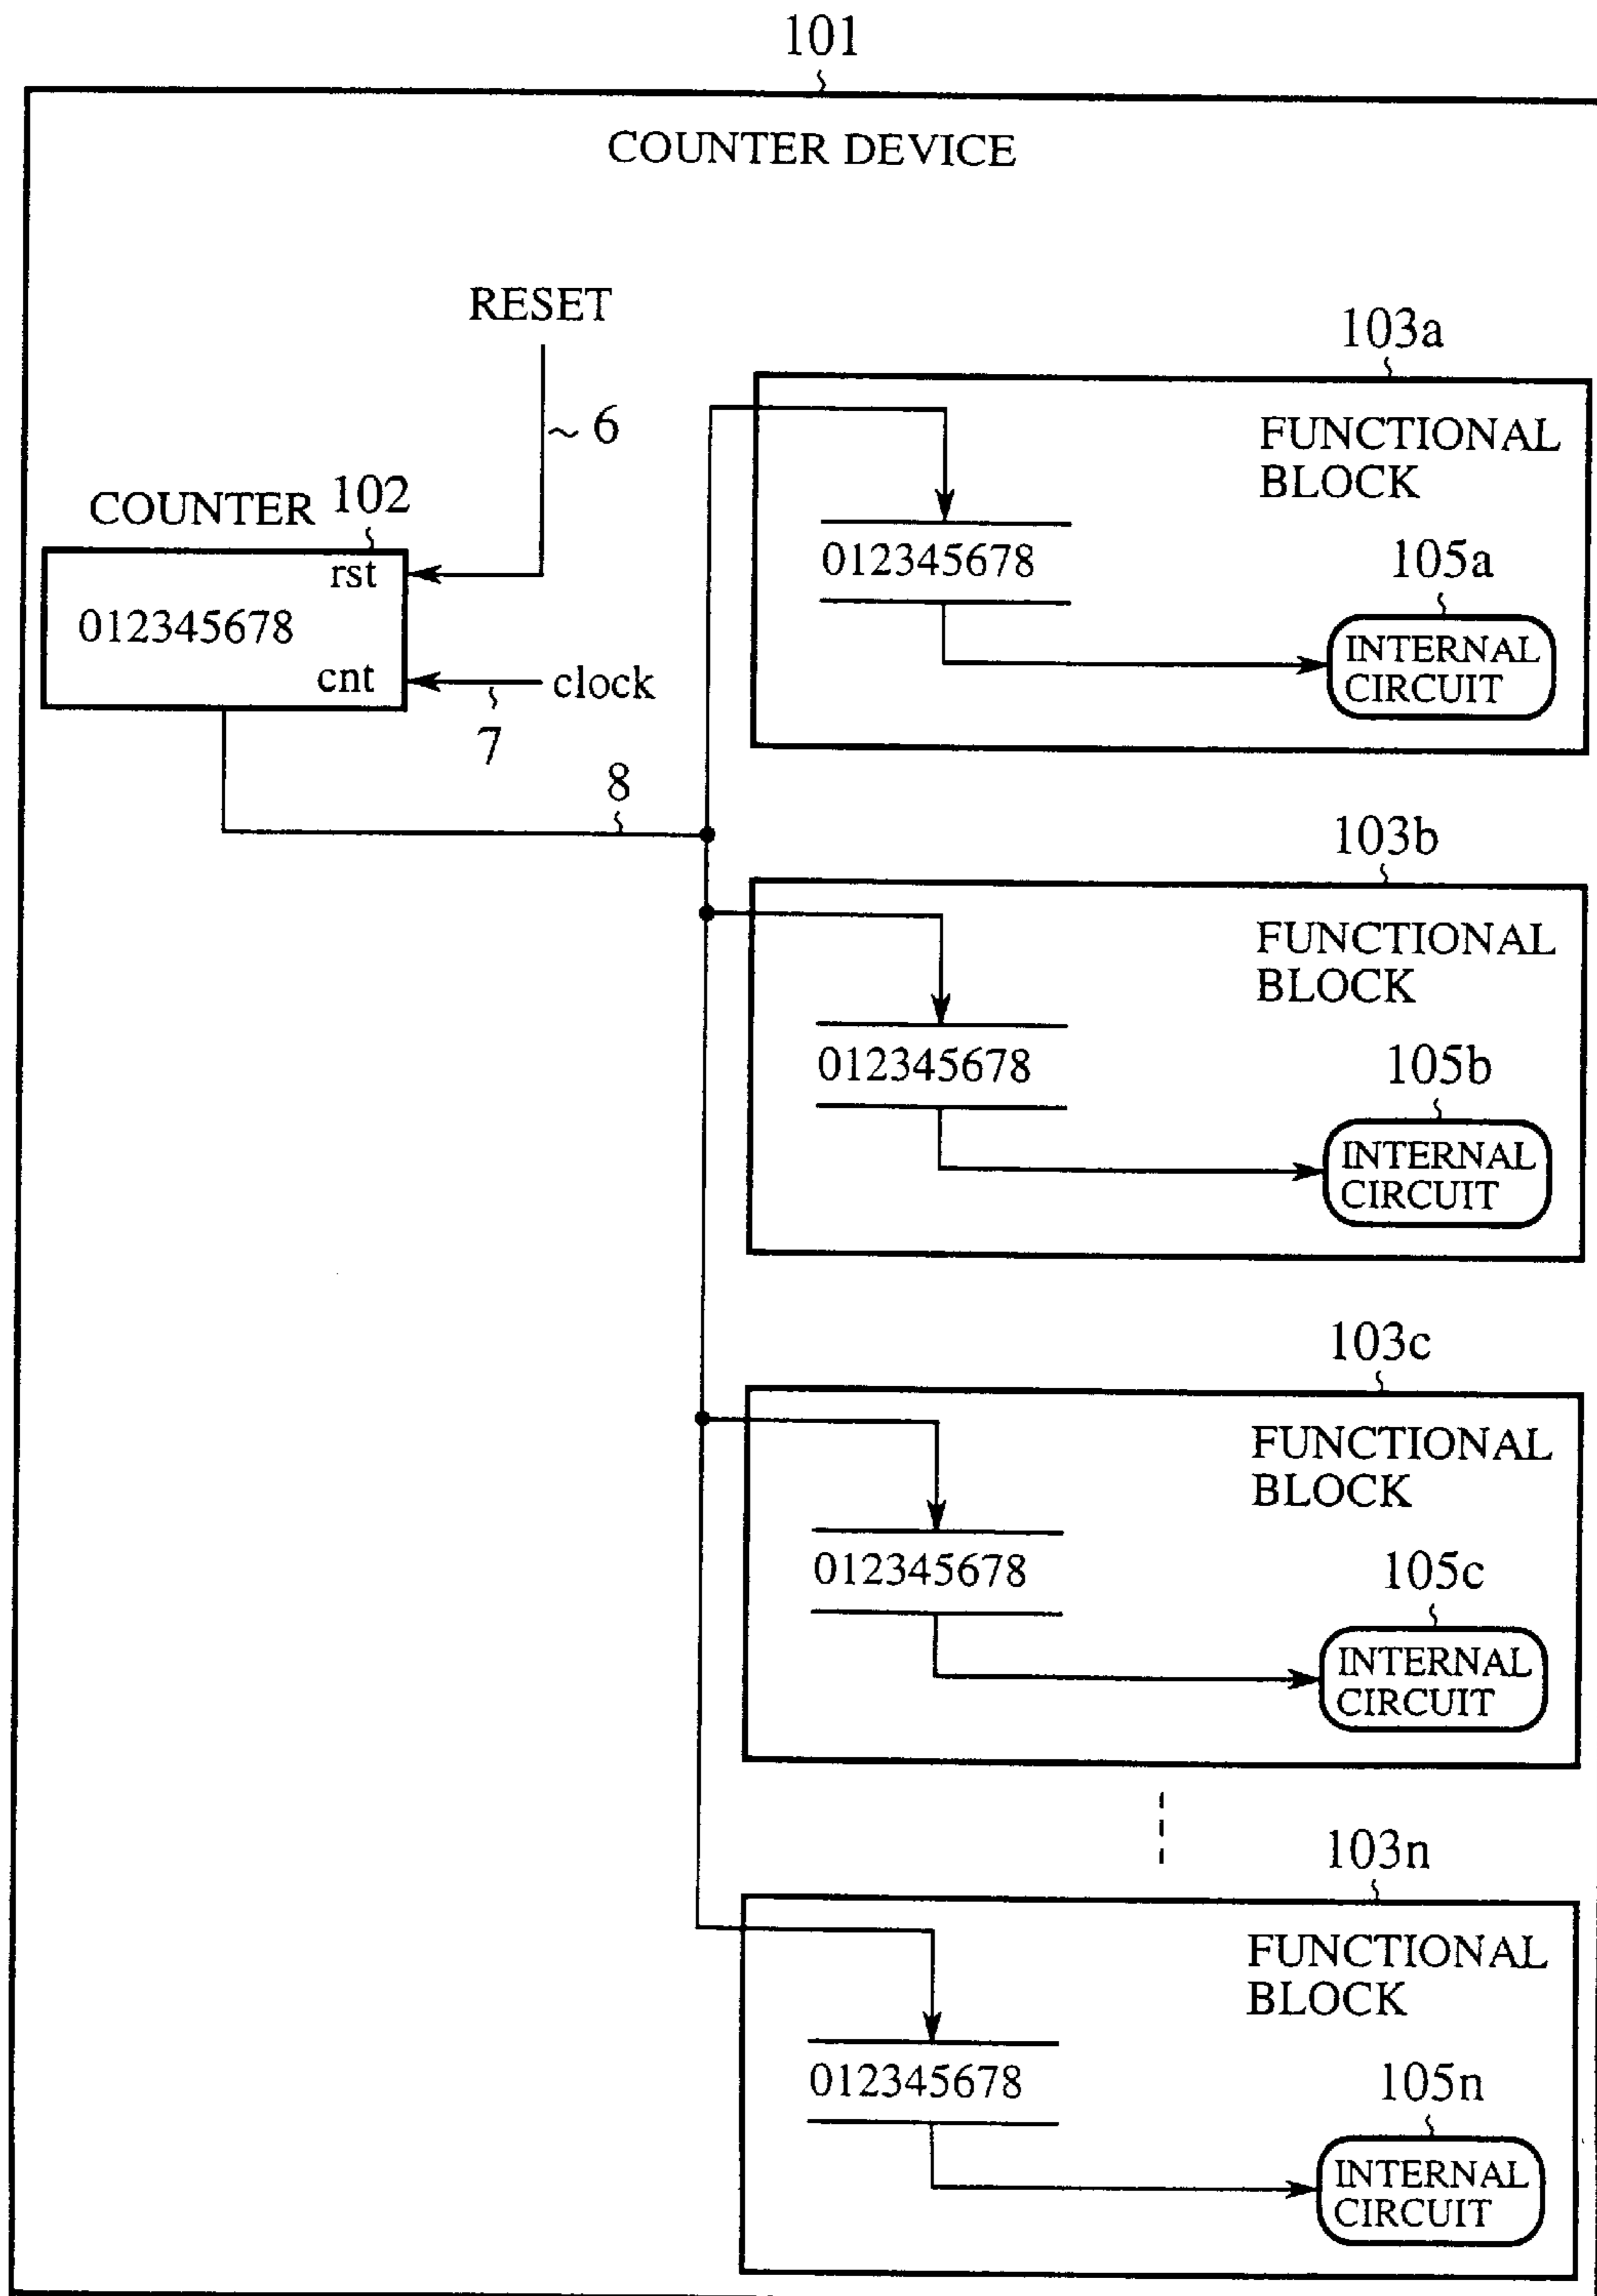 101
COUNTER DEVICE
RESET
6
COUNTER 102
rst
012345678
cnt
clock
7
8
103a
FUNCTIONAL
BLOCK
012345678
105a
INTERNAL
CIRCUIT
103b
FUNCTIONAL
BLOCK
012345678
105b
INTERNAL
CIRCUIT
103c
FUNCTIONAL
BLOCK
012345678
105c
INTERNAL
CIRCUIT
103n
FUNCTIONAL
BLOCK
012345678
105n
INTERNAL
CIRCUIT